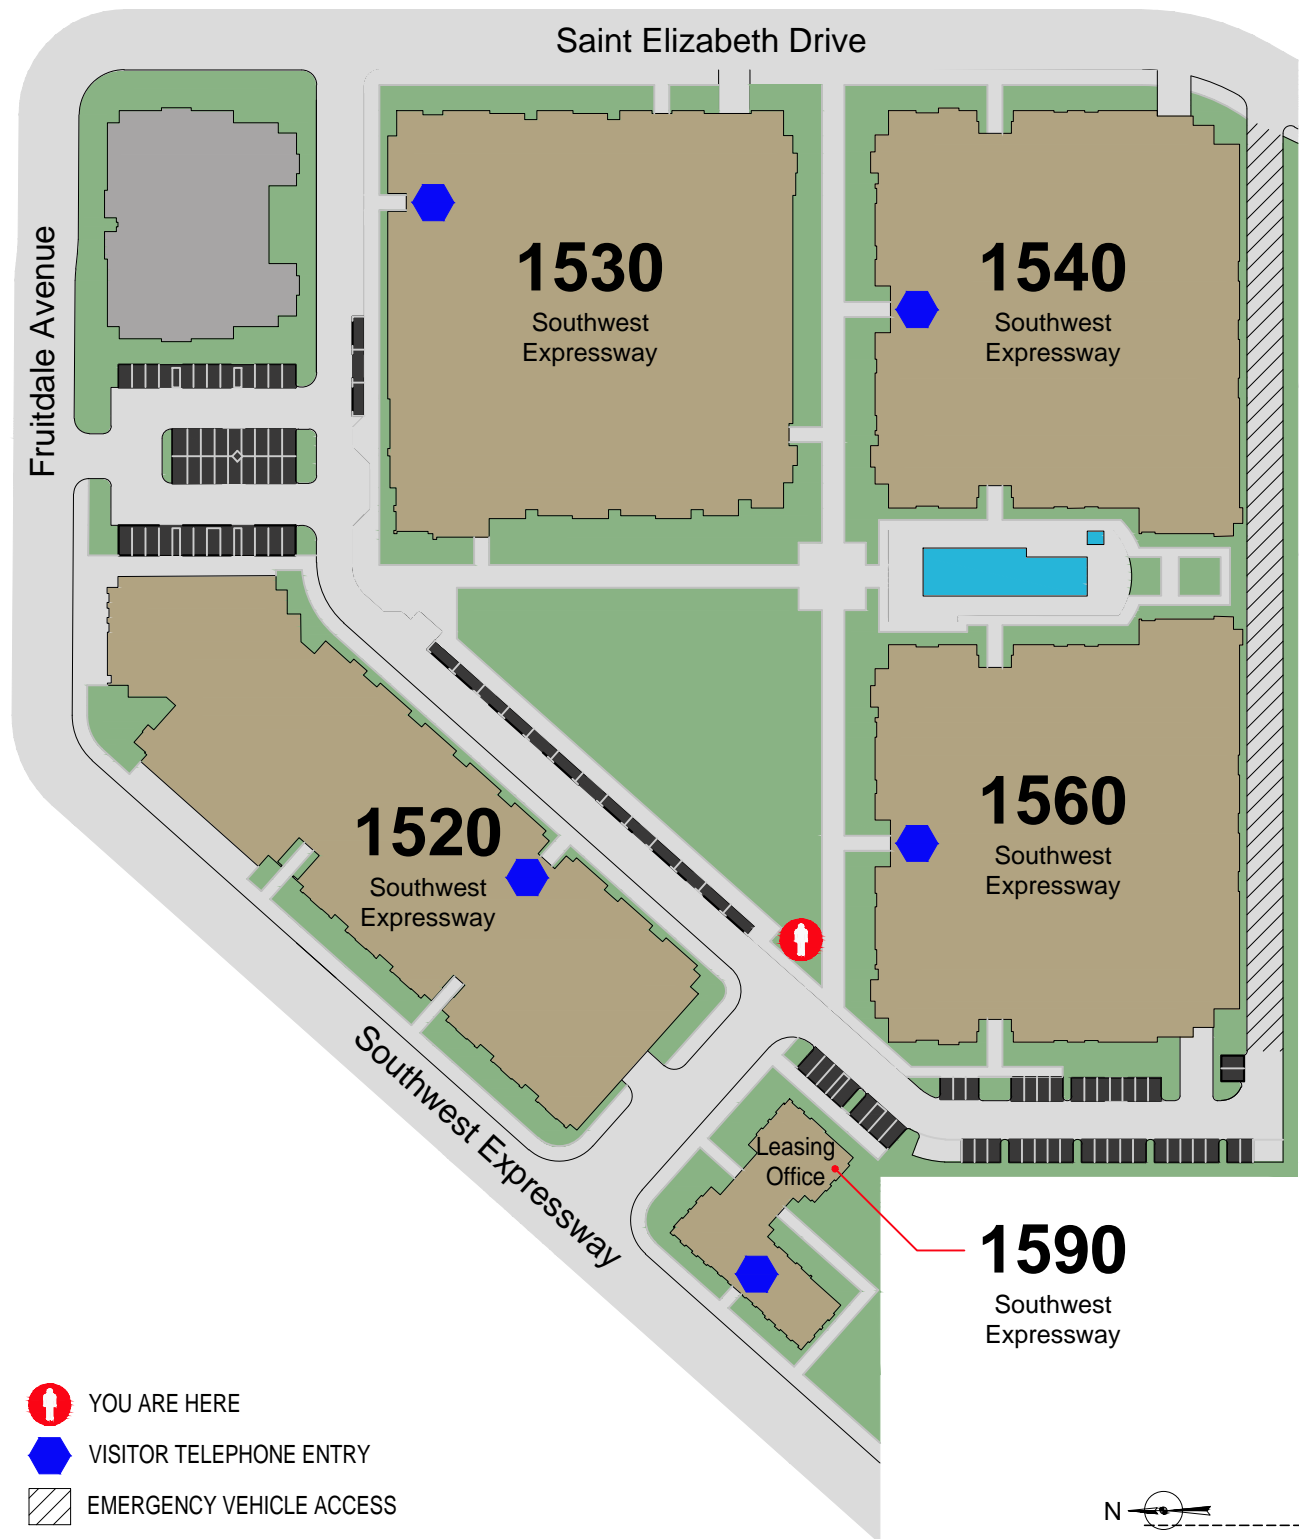 Saint Elizabeth Drive
Fruitdale Avenue
1530
Southwest
Expressway
1540
Southwest
Expressway
1520
Southwest
Expressway
1560
Southwest
Expressway
Southwest Expressway
Leasing
Office
1590
Southwest
Expressway
YOU ARE HERE
VISITOR TELEPHONE ENTRY
EMERGENCY VEHICLE ACCESS
N